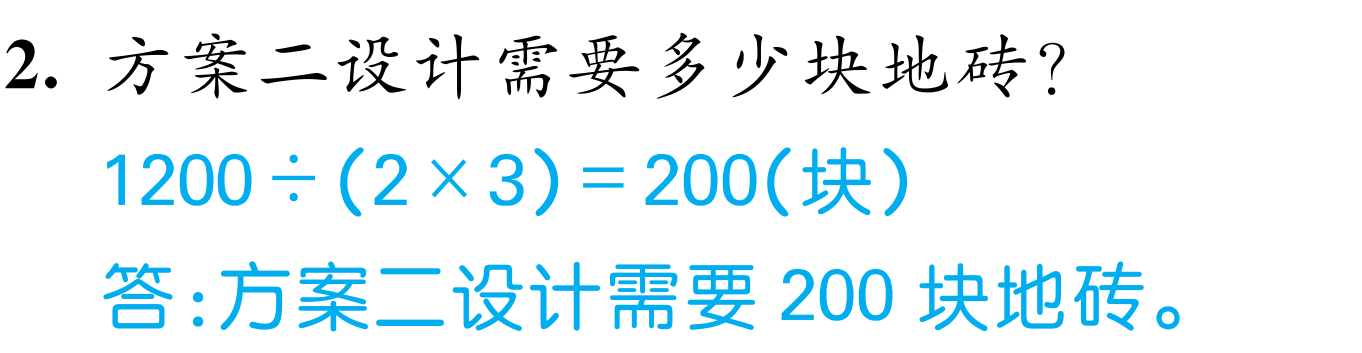 2. 方案二设计需要多少块地砖?
1200÷(2×3)=200(块)
答:方案二设计需要 200 块地砖。